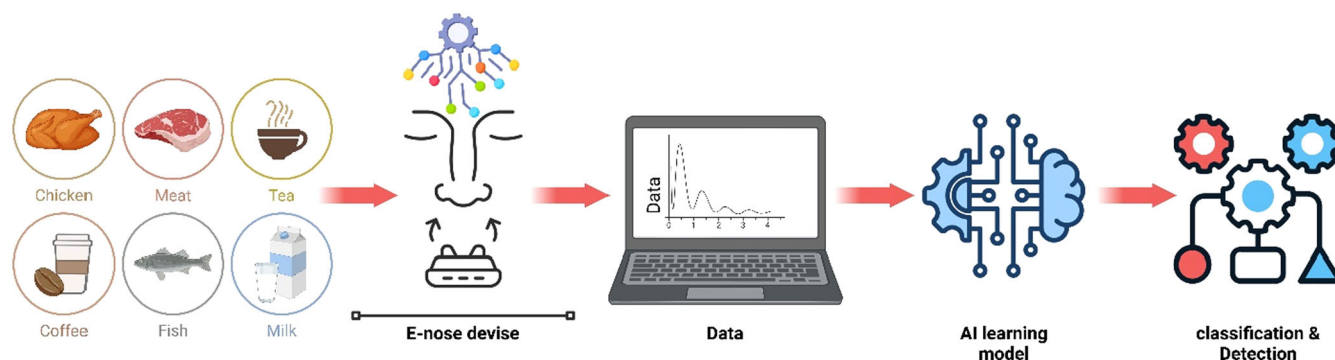 Chicken
Meat
Tea
Coffee
Fish
Milk
E-nose devise
Data
0 1 2 3 4
Data
AI learning
model
classification &
Detection